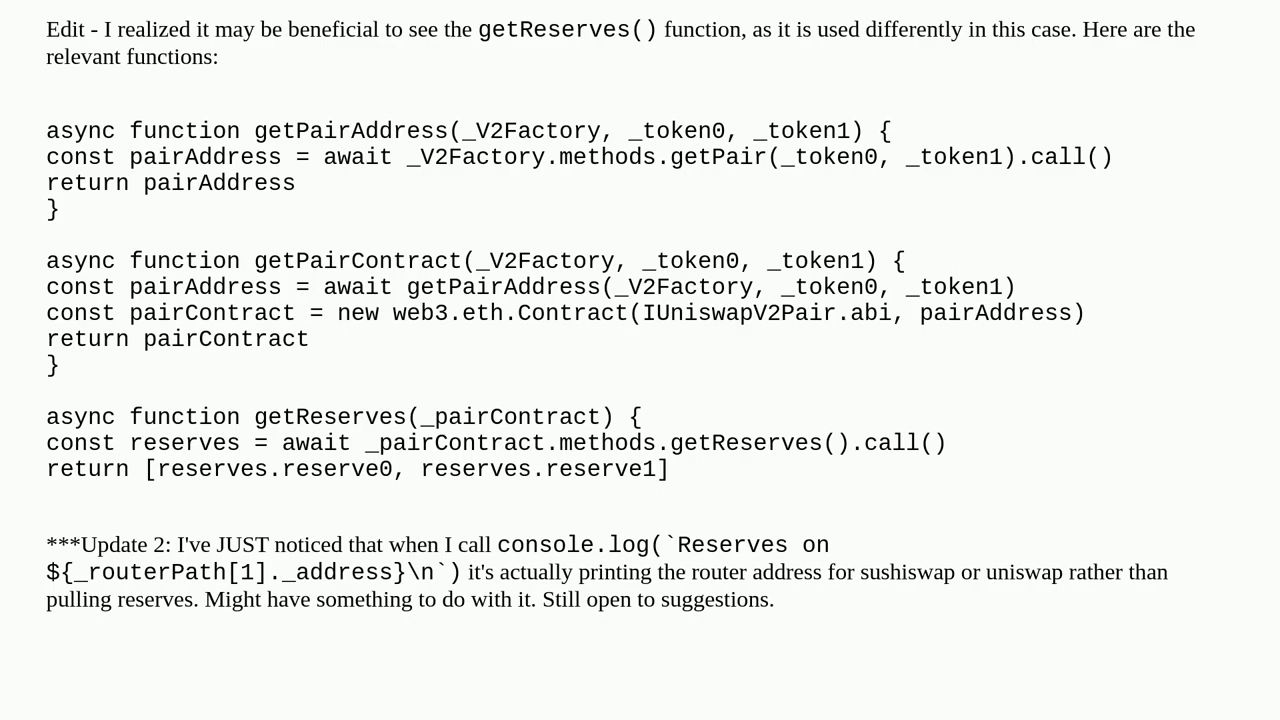 Edit - I realized it may be beneficial to see the getReserves() function, as it is used differently in this case. Here are the
relevant functions:
async function getPairAddress(_V2Factory, _token0, _token1) {
const pairAddress = await _V2Factory.methods.getPair(_token0, _token1).call()
return pairAddress
}
async function getPairContract(_V2Factory, _token0, _token1) {
const pairAddress = await getPairAddress(_V2Factory, _token0, _token1)
const pairContract = new web3.eth.Contract(IUniswapV2Pair.abi, pairAddress)
return pairContract
}
async function getReserves(_pairContract) {
const reserves = await _pairContract.methods.getReserves().call()
return [reserves.reserve0, reserves.reserve1]
***Update 2: I've JUST noticed that when I call console.log(`Reserves on
${_routerPath[1]._address}\n`) it's actually printing the router address for sushiswap or uniswap rather than
pulling reserves. Might have something to do with it. Still open to suggestions.